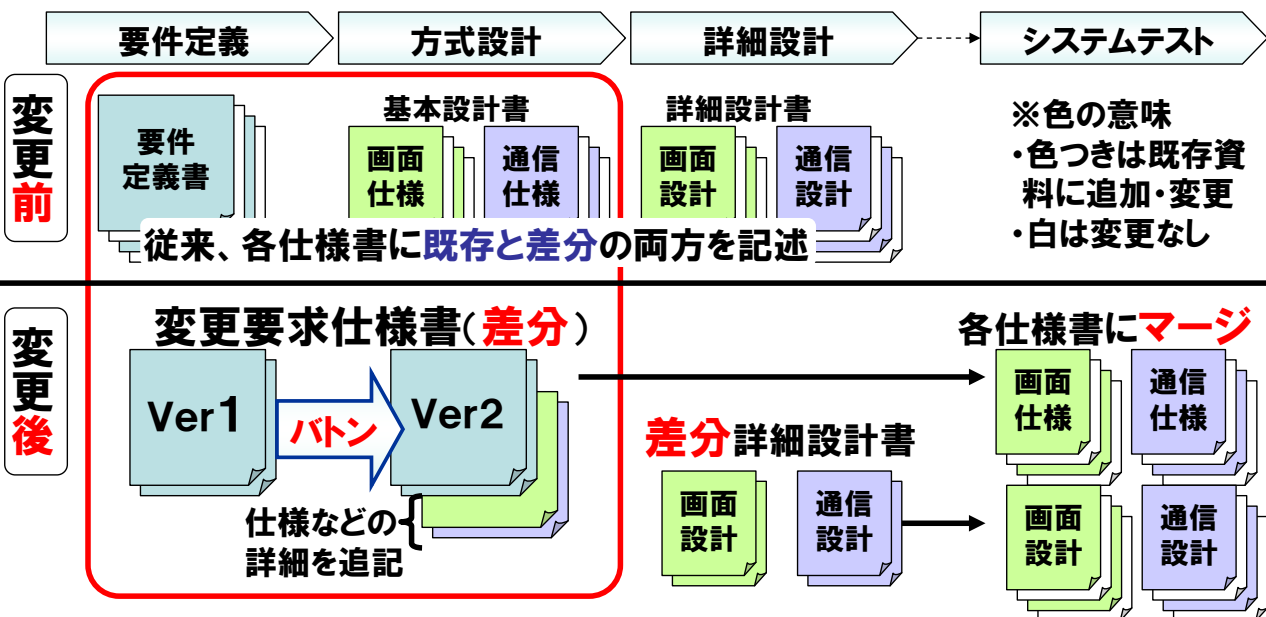 要件定義
方式設計
詳細設計
システムテスト
変更前
要件
定義書
基本設計書
画面
仕様
通信
仕様
詳細設計書
画面
設計
通信
設計
※色の意味
・色つきは既存資
料に追加・変更
・白は変更なし
従来、各仕様書に既存と差分の両方を記述
変更後
変更要求仕様書(差分)
Ver1
バトン
Ver2
仕様などの
詳細を追記
差分詳細設計書
画面
設計
通信
設計
各仕様書にマージ
画面
仕様
通信
仕様
画面
設計
通信
設計